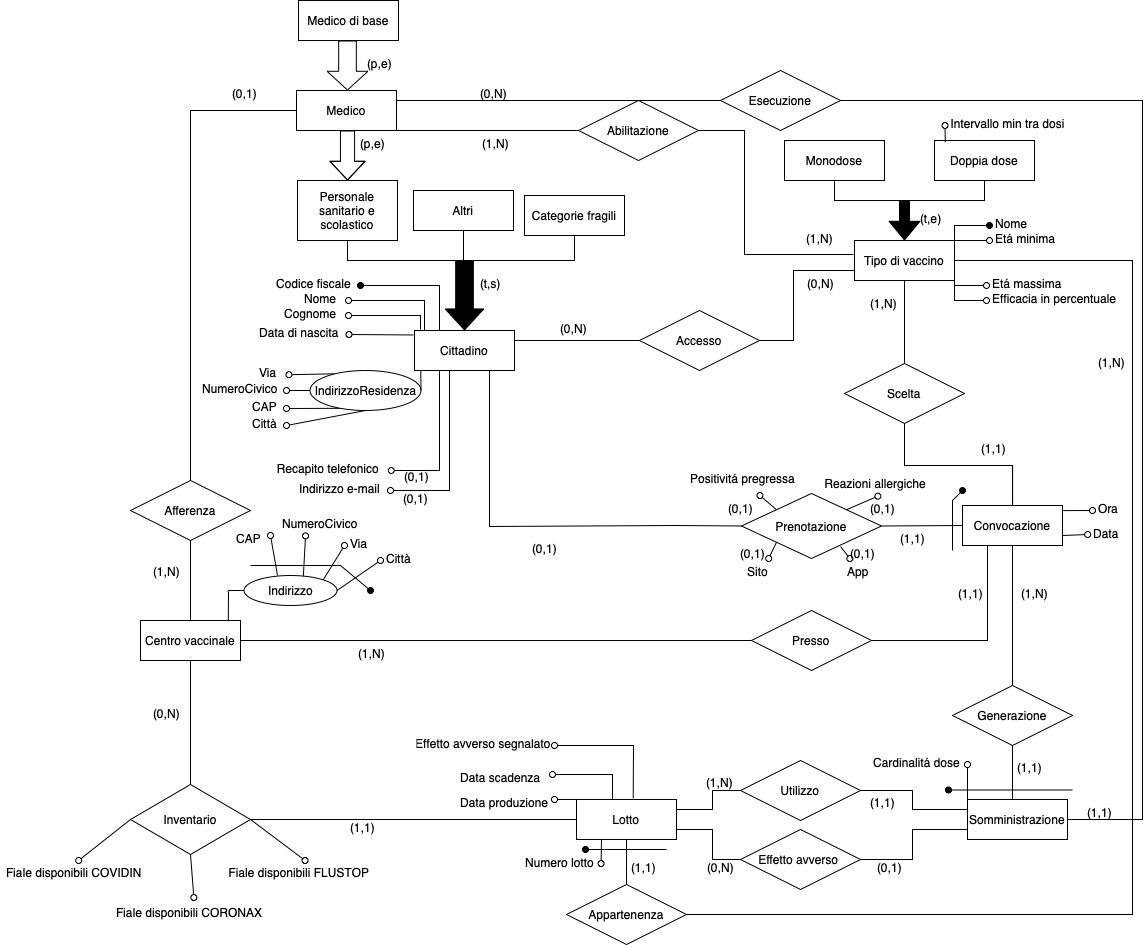 Medico di base
(p,e)
(0,1)
(0,N)
Esecuzione
Medico
Abilitazione
(1,N)
(p,e)
Intervallo min tra dosi
Monodose
Doppia dose
Personale
sanitario e
scolastico
Altri
Categorie fragili
(t,e)
Nome
Etá minima
(1,N)
Tipo di vaccino
(t,s)
(0,N)
Etá massima
Efficacia in percentuale
(1,N)
Codice fiscale
Nome
Cognome
Data di nascita
(0,N)
Accesso
Cittadino
(1,N)
Via
NumeroCivico
IndirizzoResidenza
CAP
Città
Scelta
(1,1)
Recapito telefonico
(0,1)
Indirizzo e-mail
(0,1)
Positivitá pregressa
Reazioni allergiche
(0,1)
(0,1)
Afferenza
Prenotazione
(1,1)
Convocazione
Ora
Data
NumeroCivico
CAP
Via
Città
(0,1)
(0,1)
(0,1)
Sito
App
(1,N)
Indirizzo
(1,1)
(1,N)
Centro vaccinale
Presso
(1,N)
(0,N)
Generazione
Effetto avverso segnalato
Cardinalitá dose
(1,1)
Data scadenza
(1,N)
Utilizzo
(1,1)
Data produzione
Inventario
(1,1)
Lotto
Somministrazione
(1,1)
Numero lotto
(1,1)
(0,N)
Effetto avverso
(0,1)
Fiale disponibili COVIDIN
Fiale disponibili FLUSTOP
Fiale disponibili CORONAX
Appartenenza